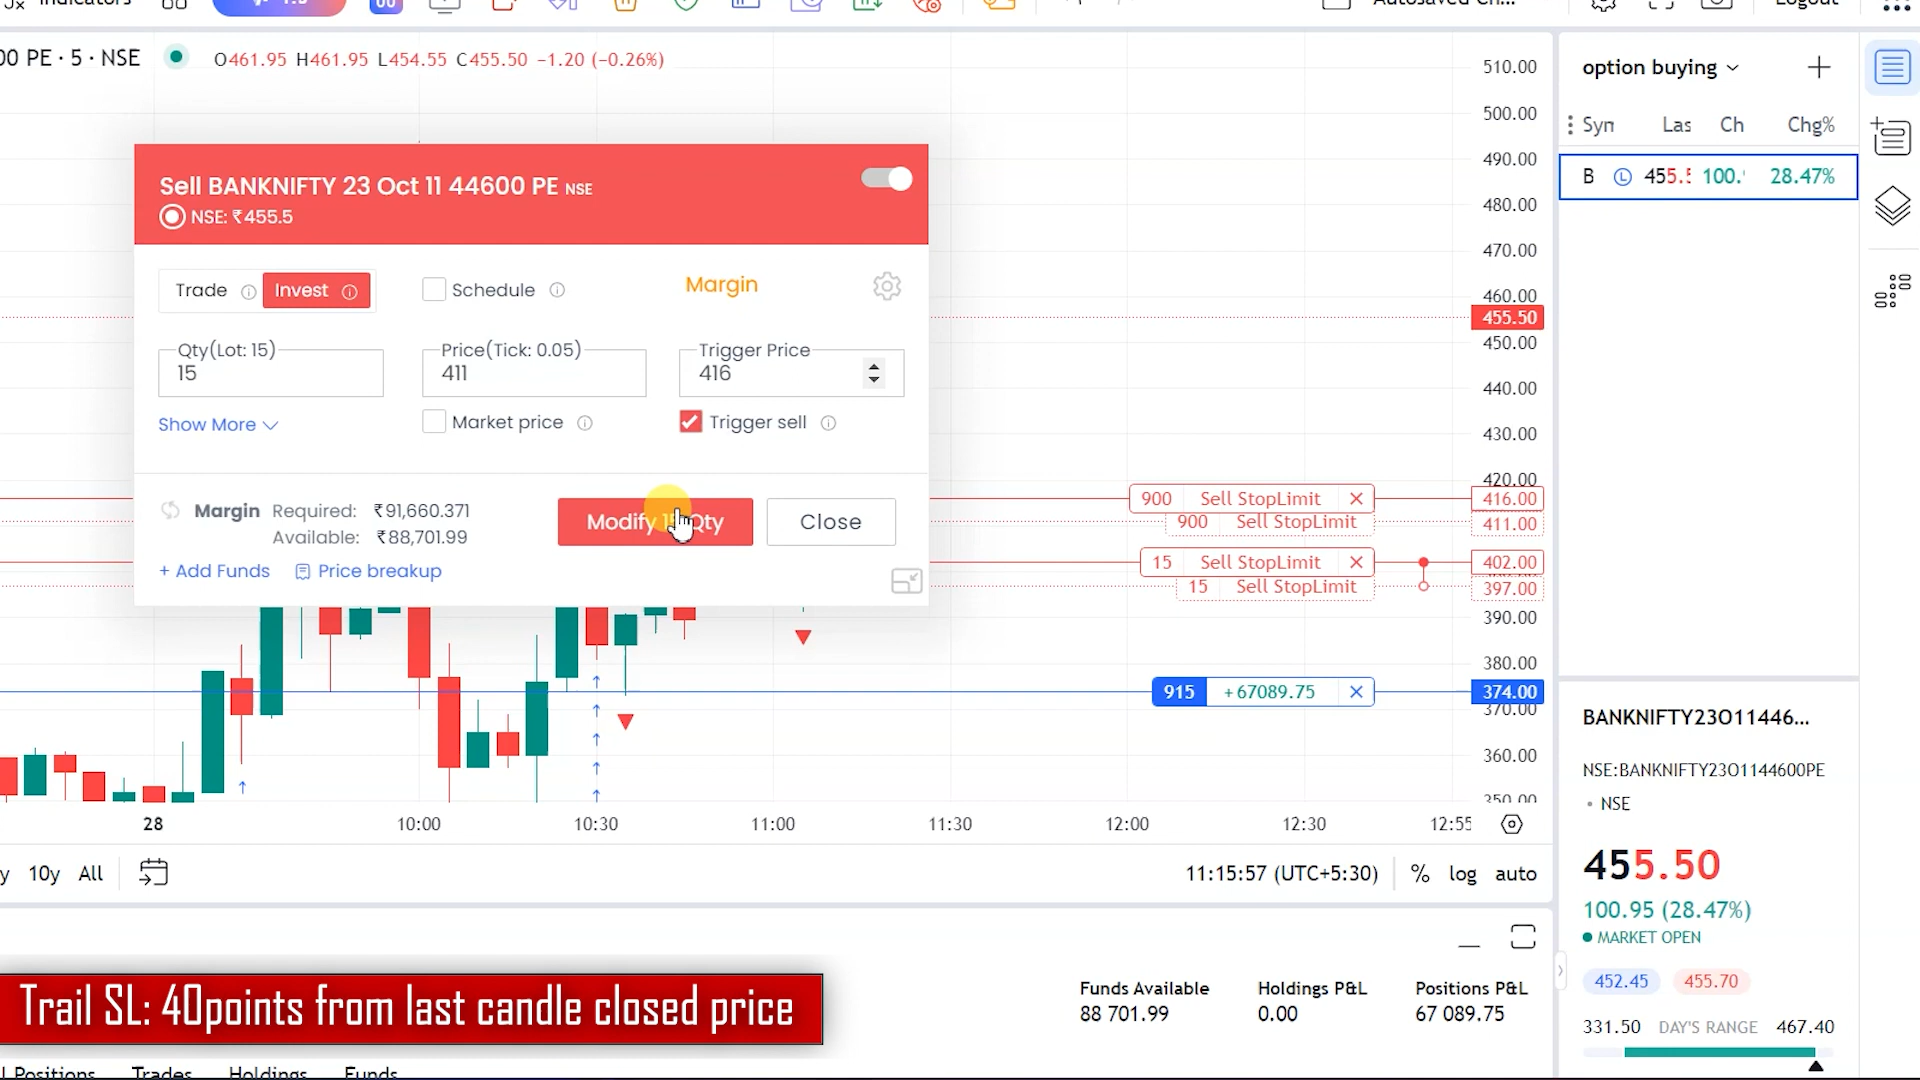 Indicators
Logout
00 PE · 5 · NSE
O461.95 H461.95 L454.55 C455.50 −1.20 (−0.26%)
Sell BANKNIFTY 23 Oct 11 44600 PE NSE
NSE: ₹455.5
Trade
Invest
Schedule
Margin
Qty(Lot: 15)
15
Price(Tick: 0.05)
411
Trigger Price
416
Show More
Market price
Trigger sell
Margin
Required: ₹91,660.371
Available: ₹88,701.99
Modify 15 Qty
Close
+ Add Funds
Price breakup
510.00
500.00
490.00
480.00
470.00
460.00
455.50
450.00
440.00
430.00
420.00
900 Sell StopLimit
416.00
900 Sell StopLimit
411.00
15 Sell StopLimit
402.00
15 Sell StopLimit
397.00
390.00
380.00
915 +67089.75
374.00
370.00
360.00
350.00
28
10:00
10:30
11:00
11:30
12:00
12:30
12:55
y 10y All
11:15:57 (UTC+5:30)
% log auto
Trail SL: 40points from last candle closed price
Funds Available
88 701.99
Holdings P&L
0.00
Positions P&L
67 089.75
Positions Trades Holdings Funds
option buying
Syn Las Ch Chg%
B L 455.5 100. 28.47%
BANKNIFTY23O11446...
NSE:BANKNIFTY23O1144600PE
• NSE
455.50
100.95 (28.47%)
MARKET OPEN
452.45 455.70
331.50 DAY'S RANGE 467.40